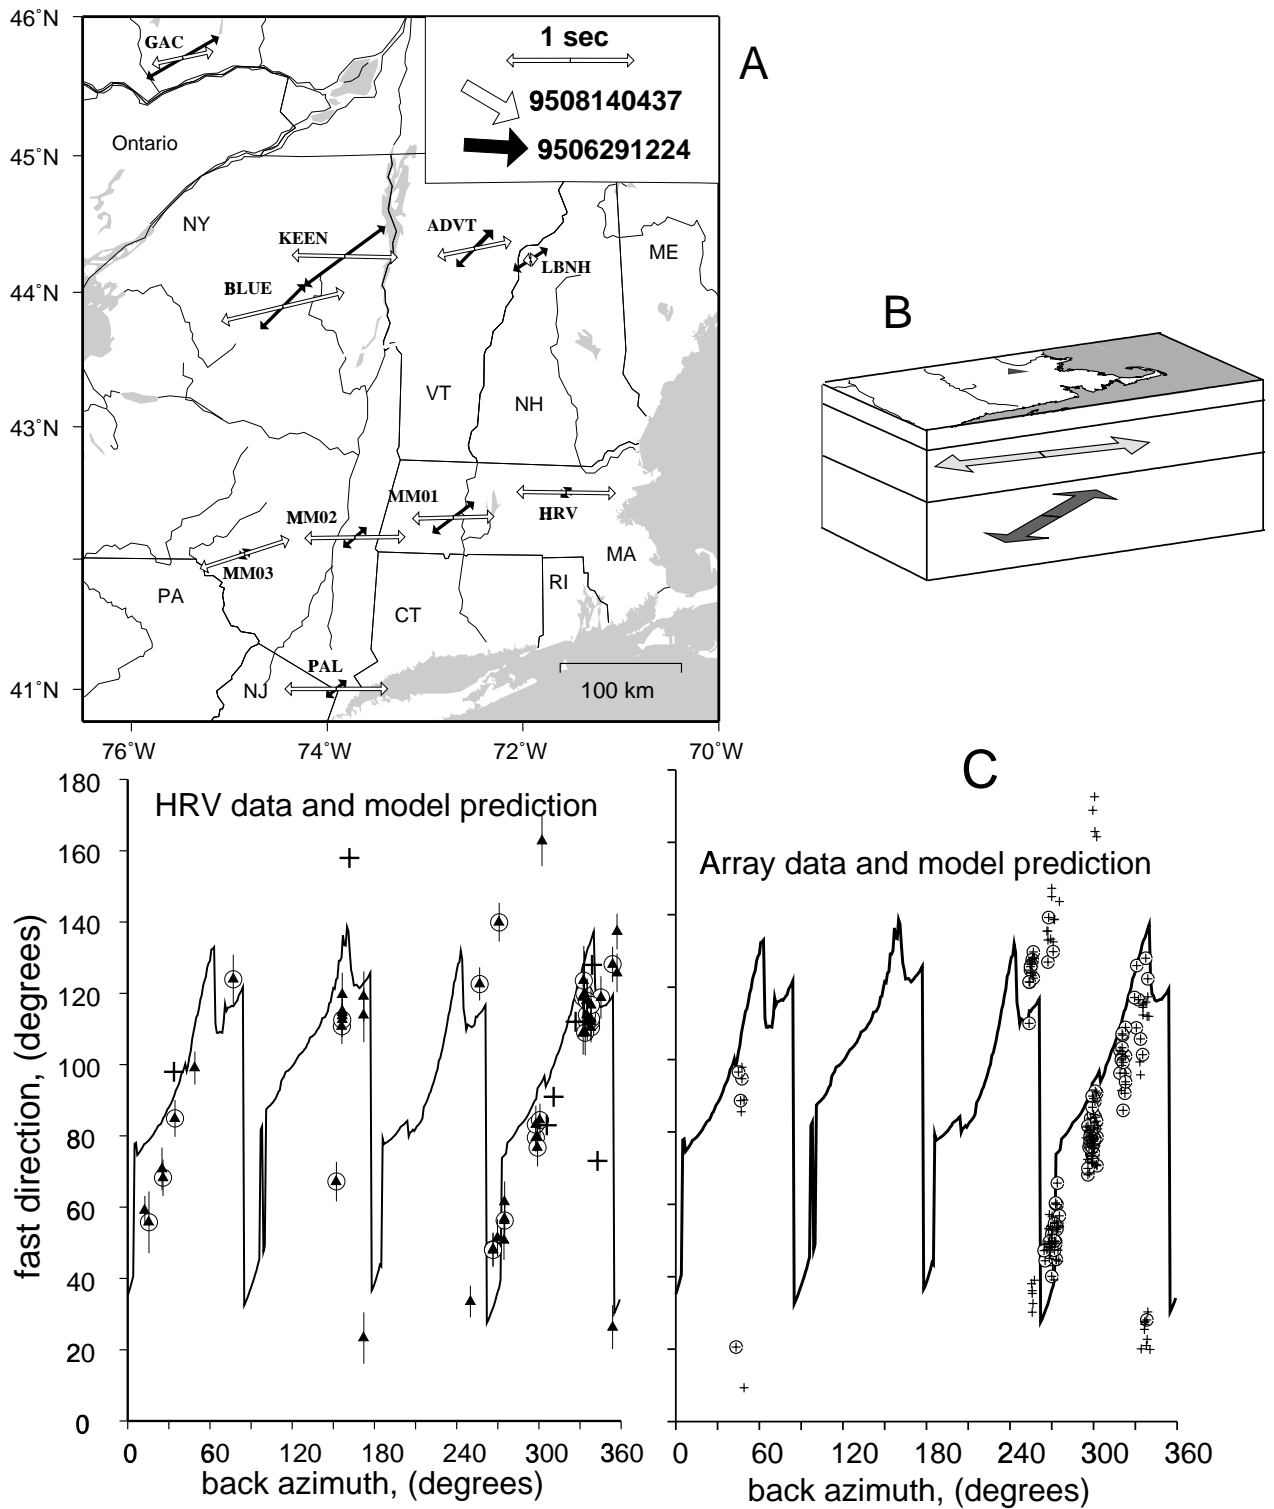 46°N
45°N
44°N
43°N
41°N
76°W
74°W
72°W
70°W
A
1 sec
9508140437
9506291224
GAC
Ontario
NY
KEEN
ADVT
LBNH
ME
BLUE
VT
NH
MM01
MM02
HRV
MM03
MA
PA
RI
CT
PAL
NJ
100 km
B
C
HRV data and model prediction
180
160
140
120
100
80
60
40
20
0
fast direction, (degrees)
0 60 120 180 240 300 360
back azimuth, (degrees)
Array data and model prediction
0 60 120 180 240 300 360
back azimuth, (degrees)